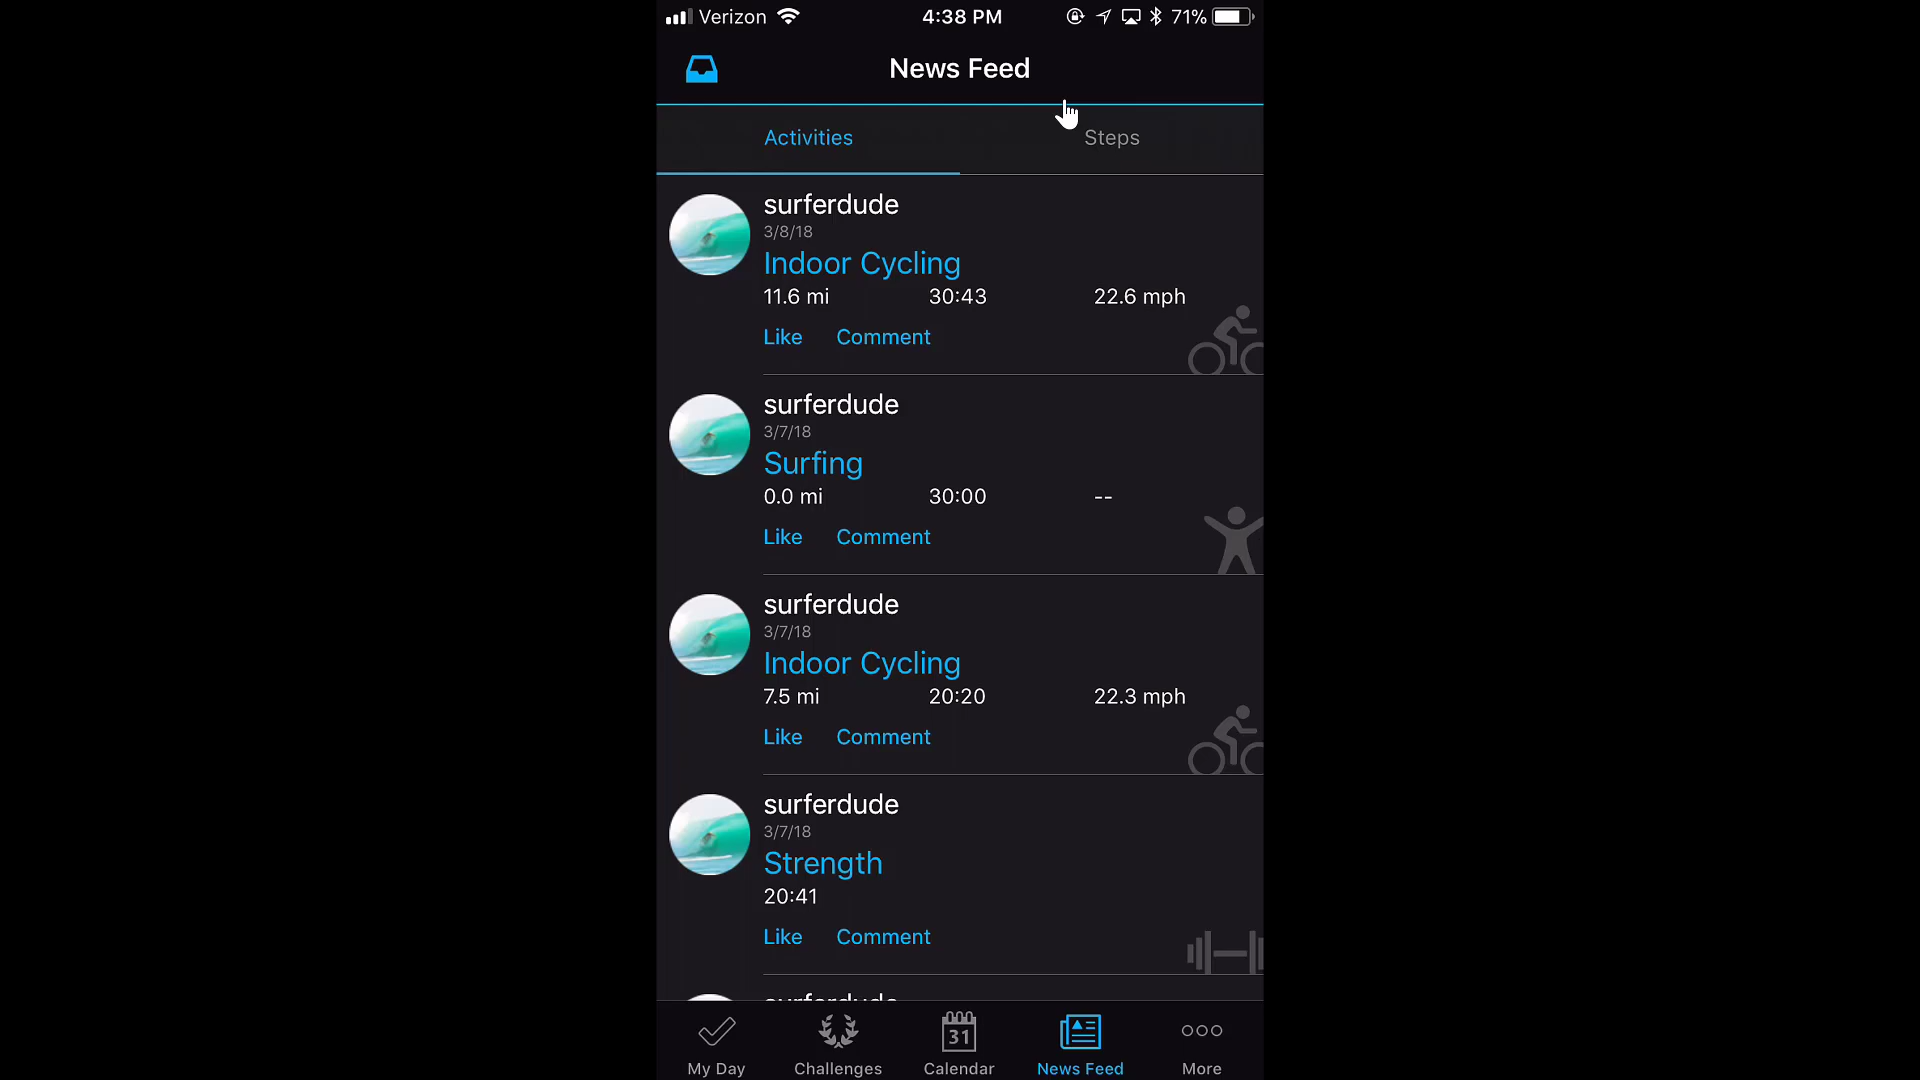 Verizon 4:38 PM 71%
News Feed
Activities Steps
surferdude
3/8/18
Indoor Cycling
11.6 mi 30:43 22.6 mph
Like Comment
surferdude
3/7/18
Surfing
0.0 mi 30:00 --
Like Comment
surferdude
3/7/18
Indoor Cycling
7.5 mi 20:20 22.3 mph
Like Comment
surferdude
3/7/18
Strength
20:41
Like Comment
surferdude
31
My Day Challenges Calendar News Feed More